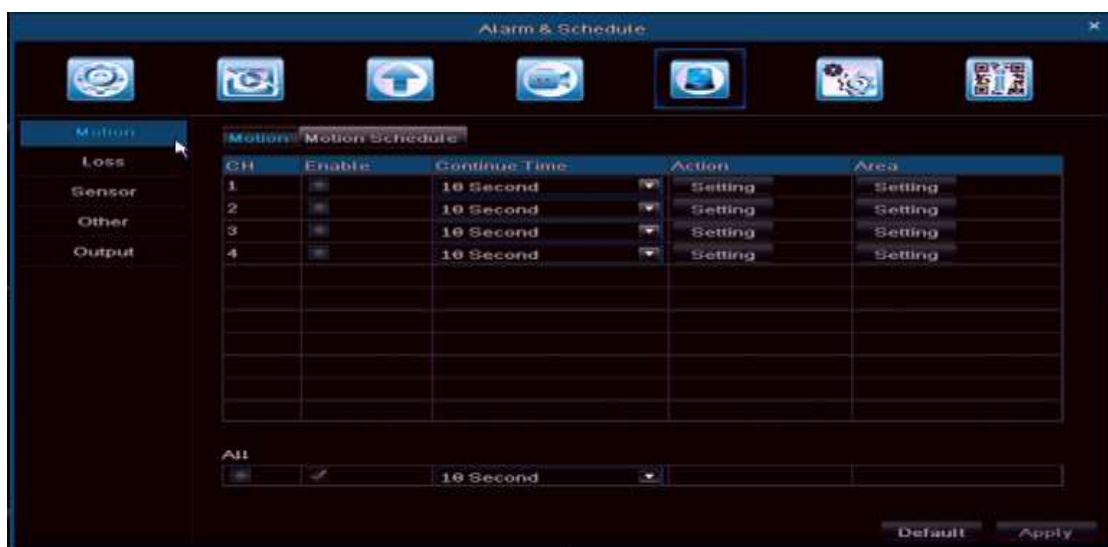 Alarm & Schedule
Motion
Loss
Sensor
Other
Output
Motion Motion Schedule
CH Enable Continue Time Action Area
1 10 Second Setting Setting
2 10 Second Setting Setting
3 10 Second Setting Setting
4 10 Second Setting Setting
All
10 Second
Default Apply